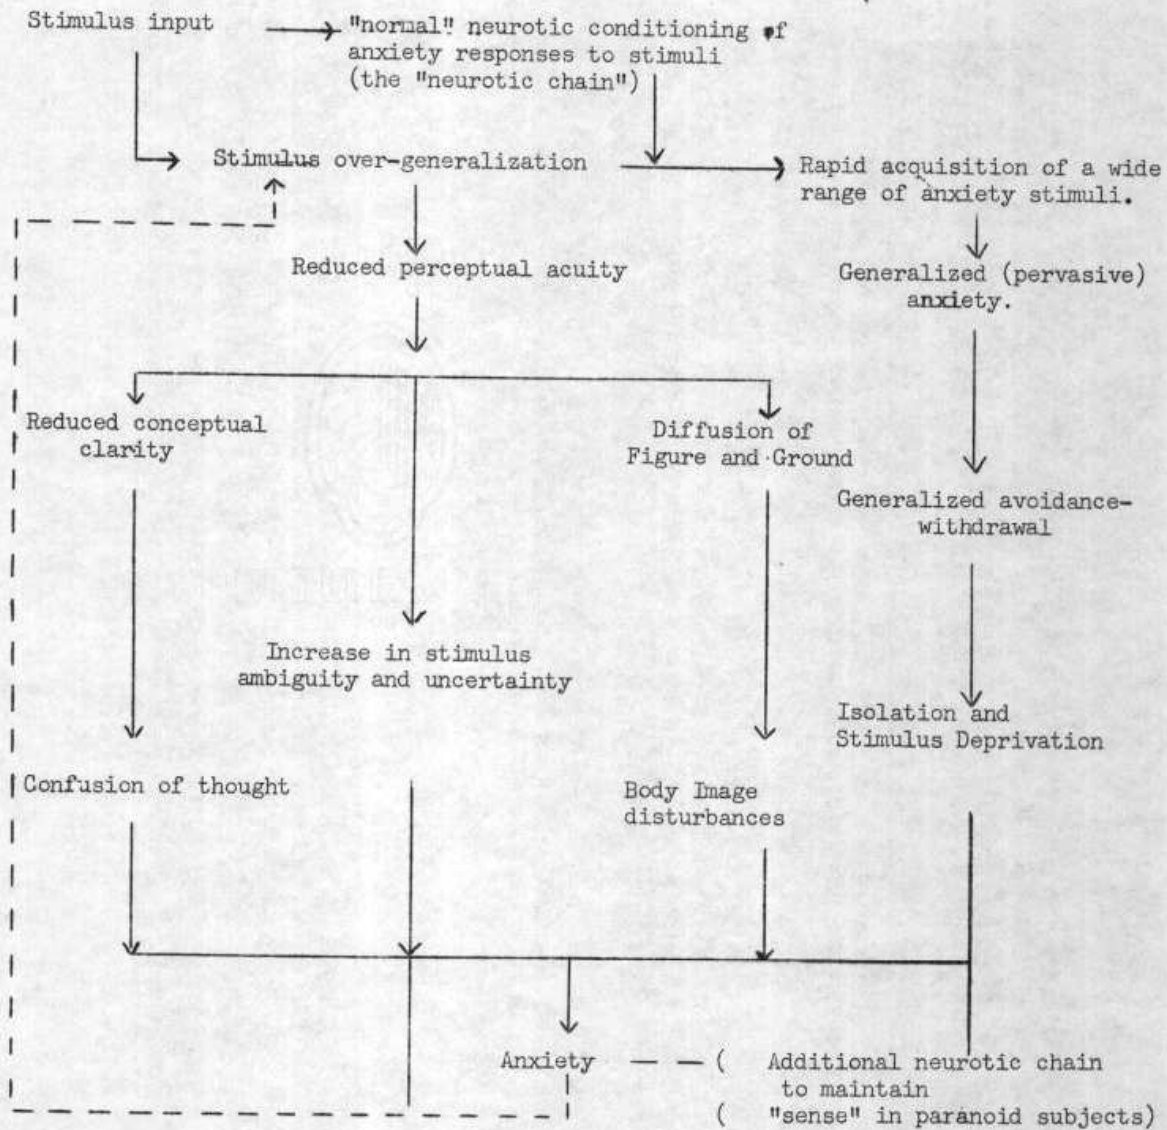 Stimulus input
"normal" neurotic conditioning of
anxiety responses to stimuli
(the "neurotic chain")
Stimulus over-generalization
Rapid acquisition of a wide
range of anxiety stimuli.
Reduced perceptual acuity
Generalized (pervasive)
anxiety.
Reduced conceptual
clarity
Diffusion of
Figure and Ground
Generalized avoidance-
withdrawal
Increase in stimulus
ambiguity and uncertainty
Isolation and
Stimulus Deprivation
Confusion of thought
Body Image
disturbances
Anxiety
( Additional neurotic chain
to maintain
( "sense" in paranoid subjects)